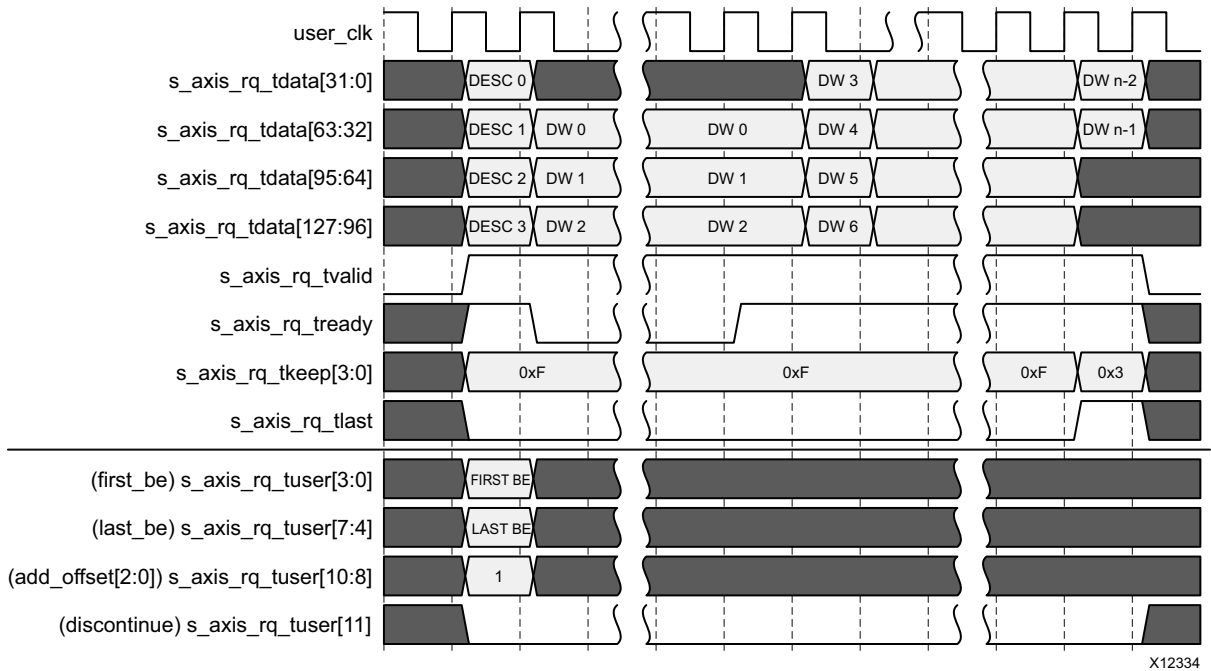 user_clk
s_axis_rq_tdata[31:0] DESC 0 DW 3 DW n-2
s_axis_rq_tdata[63:32] DESC 1 DW 0 DW 0 DW 4 DW n-1
s_axis_rq_tdata[95:64] DESC 2 DW 1 DW 1 DW 5
s_axis_rq_tdata[127:96] DESC 3 DW 2 DW 2 DW 6
s_axis_rq_tvalid
s_axis_rq_tready
s_axis_rq_tkeep[3:0] 0xF 0xF 0xF 0x3
s_axis_rq_tlast
(first_be) s_axis_rq_tuser[3:0] FIRST BE
(last_be) s_axis_rq_tuser[7:4] LAST BE
(add_offset[2:0]) s_axis_rq_tuser[10:8] 1
(discontinue) s_axis_rq_tuser[11]
X12334